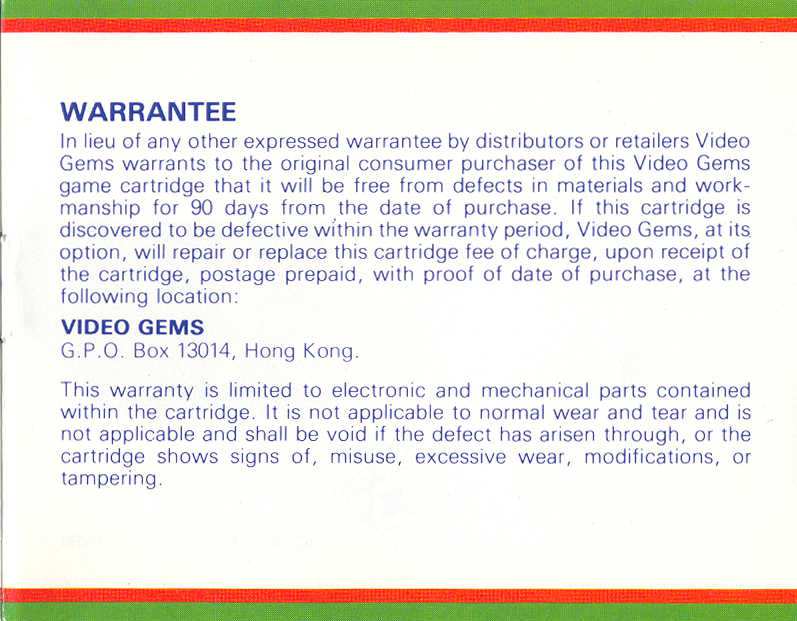 WARRANTEE
In lieu of any other expressed warrantee by distributors or retailers Video
Gems warrants to the original consumer purchaser of this Video Gems
game cartridge that it will be free from defects in materials and work-
manship for 90 days from the date of purchase. If this cartridge is
discovered to be defective within the warranty period, Video Gems, at its
option, will repair or replace this cartridge fee of charge, upon receipt of
the cartridge, postage prepaid, with proof of date of purchase, at the
following location:
VIDEO GEMS
G.P.O. Box 13014, Hong Kong.
This warranty is limited to electronic and mechanical parts contained
within the cartridge. It is not applicable to normal wear and tear and is
not applicable and shall be void if the defect has arisen through, or the
cartridge shows signs of, misuse, excessive wear, modifications, or
tampering.